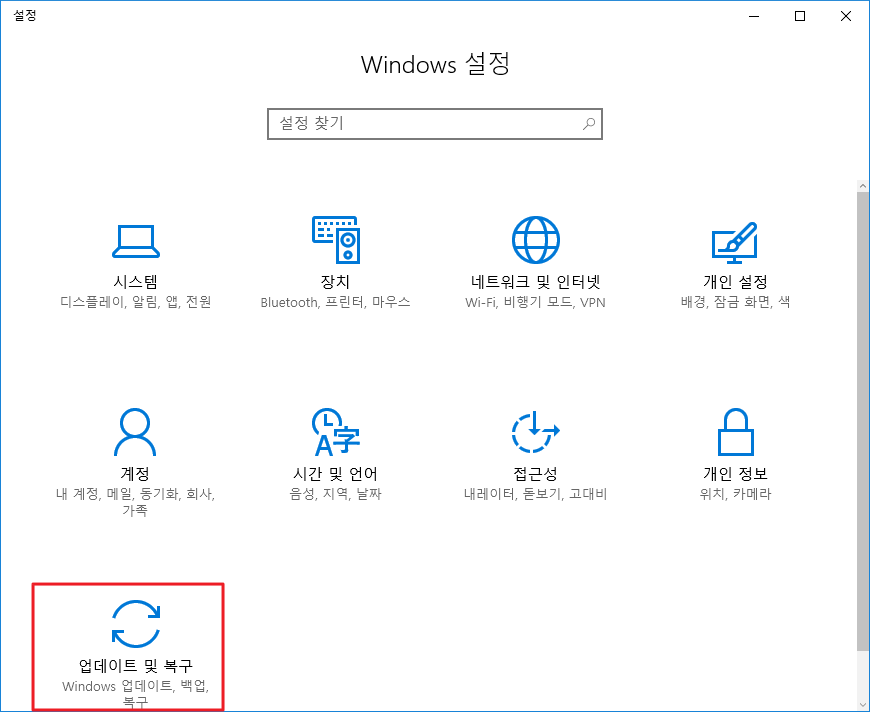 설정
Windows 설정
설정 찾기
시스템
디스플레이, 알림, 앱, 전원
장치
Bluetooth, 프린터, 마우스
네트워크 및 인터넷
Wi-Fi, 비행기 모드, VPN
개인 설정
배경, 잠금 화면, 색
계정
내 계정, 메일, 동기화, 회사,
가족
시간 및 언어
음성, 지역, 날짜
접근성
내레이터, 돋보기, 고대비
개인 정보
위치, 카메라
업데이트 및 복구
Windows 업데이트, 백업,
복구